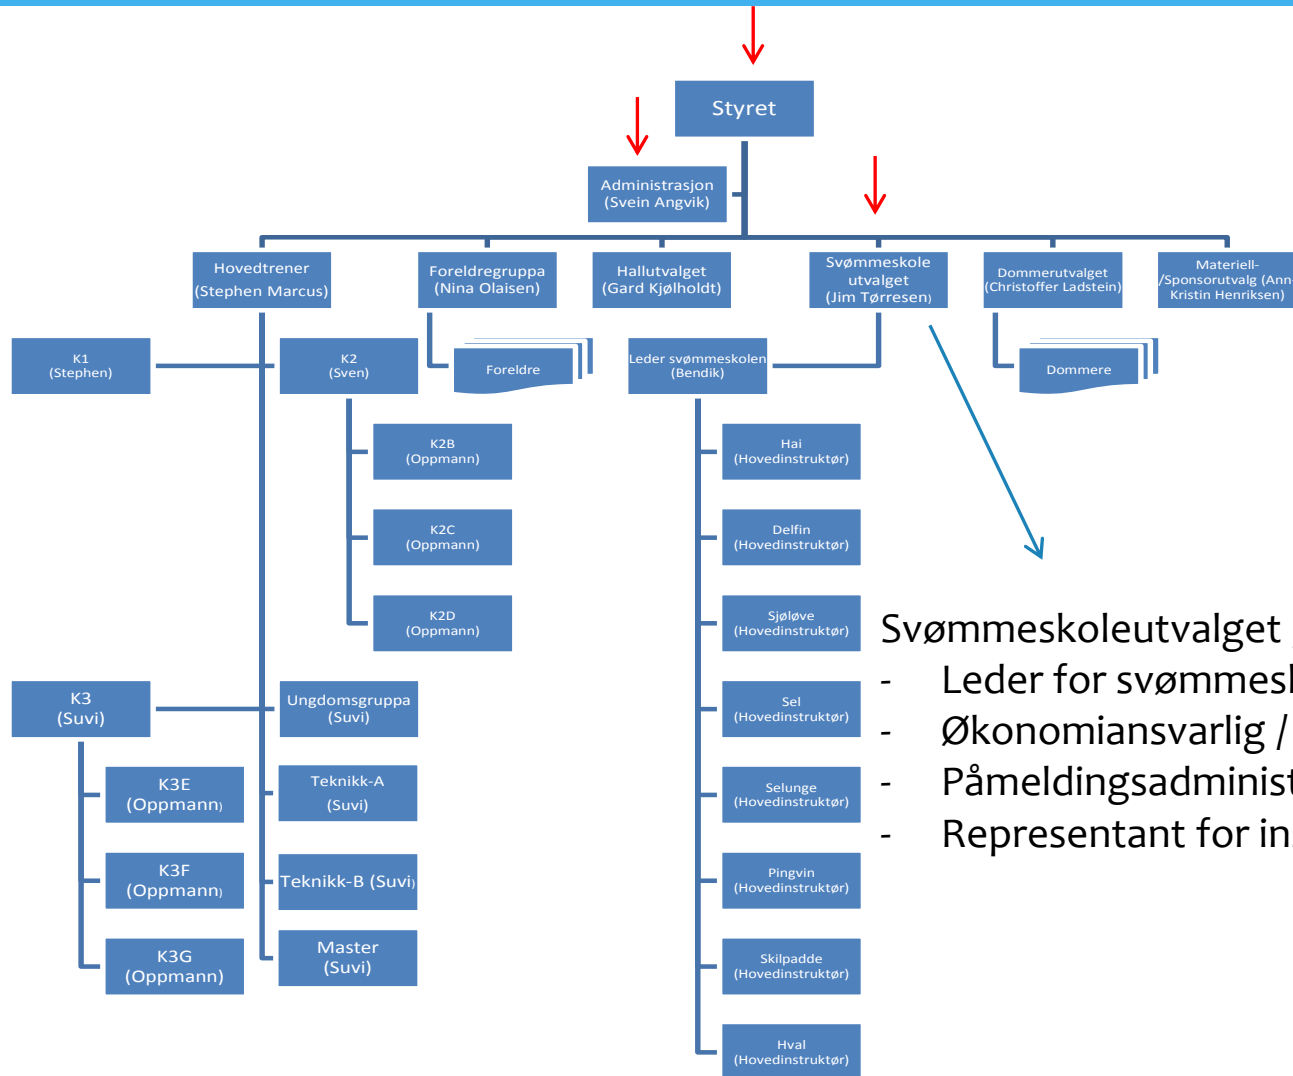 Styret
Administrasjon
(Svein Angvik)
Hovedtrener
(Stephen Marcus)
Foreldregruppa
(Nina Olaisen)
Hallutvalget
(Gard Kjølholdt)
Svømmeskole
utvalget
(Jim Tørresen)
Dommerutvalget
(Christoffer Ladstein)
Materiell-
/Sponsorutvalg (Ann-
Kristin Henriksen)
K1
(Stephen)
K2
(Sven)
Foreldre
Leder svømmeskolen
(Bendik)
Dommere
K2B
(Oppmann)
K2C
(Oppmann)
K2D
(Oppmann)
Hai
(Hovedinstruktør)
Delfin
(Hovedinstruktør)
Sjøløve
(Hovedinstruktør)
Sel
(Hovedinstruktør)
Selunge
(Hovedinstruktør)
Pingvin
(Hovedinstruktør)
Skilpadde
(Hovedinstruktør)
Hval
(Hovedinstruktør)
K3
(Suvi)
Ungdomsgruppa
(Suvi)
K3E
(Oppmann)
K3F
(Oppmann)
K3G
(Oppmann)
Teknikk-A
(Suvi)
Teknikk-B (Suvi)
Master
(Suvi)
Svømmeskoleutvalget
- Leder for
- Økonomiansvarlig /
-
- Representant for